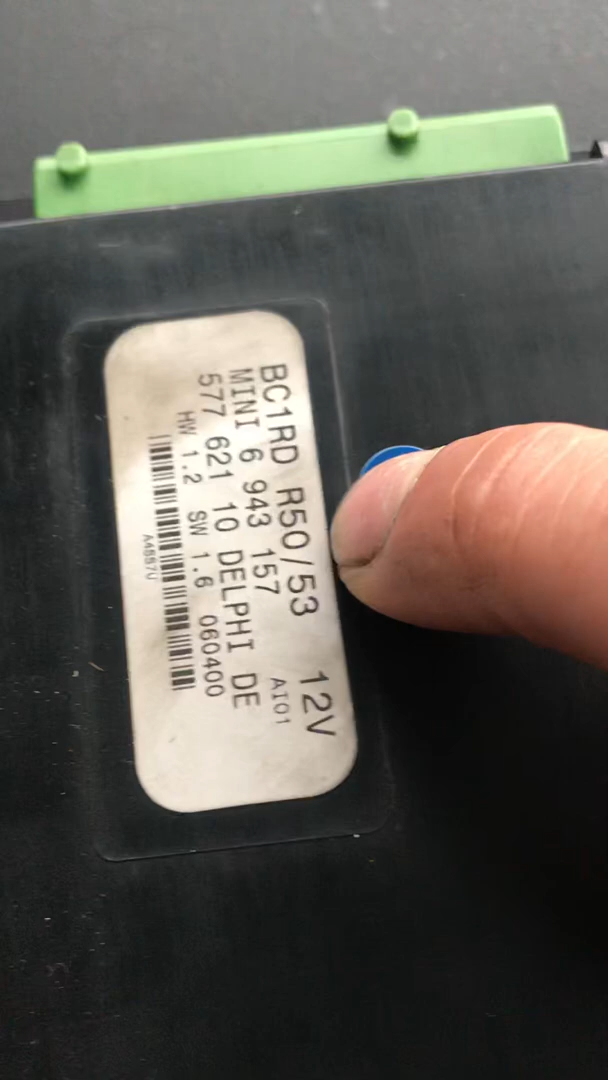 BC1RD R50/53 12V
MINI 6 943 157 AI01
577 621 10 DELPHI DE
HW 1.2 SW 1.6 060400